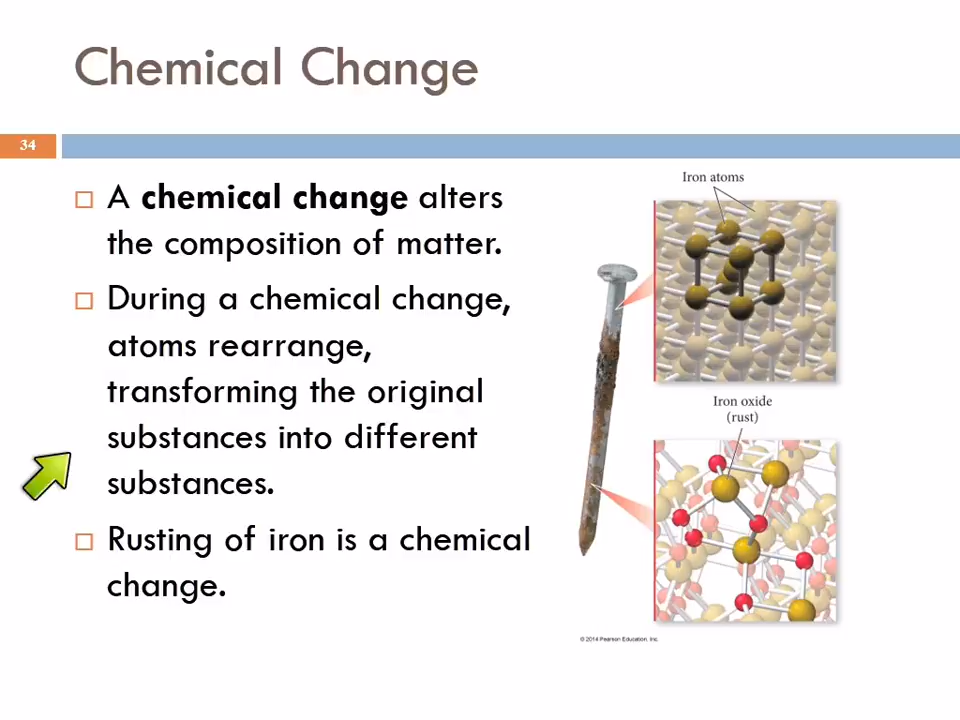 Chemical Change
34
A chemical change alters
the composition of matter.
During a chemical change,
atoms rearrange,
transforming the original
substances into different
substances.
Rusting of iron is a chemical
change.
Iron atoms
Iron oxide
(rust)
© 2014 Pearson Education, Inc.